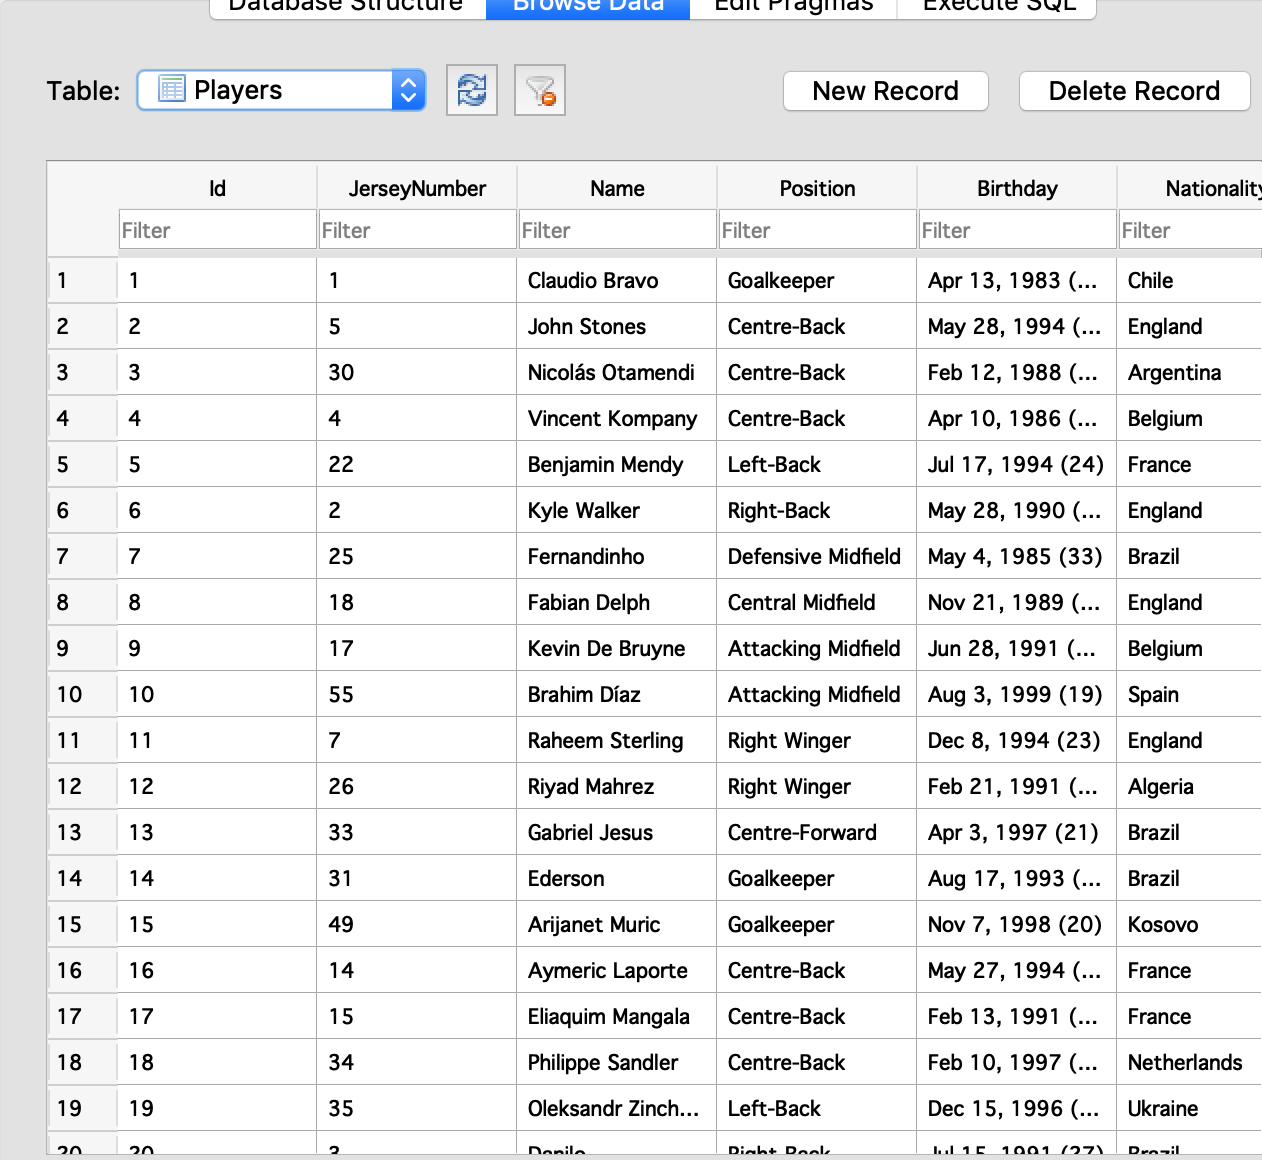 Database Structure Browse Data Edit Pragmas Execute SQL
Table: Players New Record Delete Record
Id JerseyNumber Name Position Birthday Nationality
Filter Filter Filter Filter Filter Filter
1 1 1 Claudio Bravo Goalkeeper Apr 13, 1983 (... Chile
2 2 5 John Stones Centre-Back May 28, 1994 (... England
3 3 30 Nicolás Otamendi Centre-Back Feb 12, 1988 (... Argentina
4 4 4 Vincent Kompany Centre-Back Apr 10, 1986 (... Belgium
5 5 22 Benjamin Mendy Left-Back Jul 17, 1994 (24) France
6 6 2 Kyle Walker Right-Back May 28, 1990 (... England
7 7 25 Fernandinho Defensive Midfield May 4, 1985 (33) Brazil
8 8 18 Fabian Delph Central Midfield Nov 21, 1989 (... England
9 9 17 Kevin De Bruyne Attacking Midfield Jun 28, 1991 (... Belgium
10 10 55 Brahim Díaz Attacking Midfield Aug 3, 1999 (19) Spain
11 11 7 Raheem Sterling Right Winger Dec 8, 1994 (23) England
12 12 26 Riyad Mahrez Right Winger Feb 21, 1991 (... Algeria
13 13 33 Gabriel Jesus Centre-Forward Apr 3, 1997 (21) Brazil
14 14 31 Ederson Goalkeeper Aug 17, 1993 (... Brazil
15 15 49 Arijanet Muric Goalkeeper Nov 7, 1998 (20) Kosovo
16 16 14 Aymeric Laporte Centre-Back May 27, 1994 (... France
17 17 15 Eliaquim Mangala Centre-Back Feb 13, 1991 (... France
18 18 34 Philippe Sandler Centre-Back Feb 10, 1997 (... Netherlands
19 19 35 Oleksandr Zinch... Left-Back Dec 15, 1996 (... Ukraine
20 20 3 Danilo Right-Back Jul 15, 1991 (27) Brazil